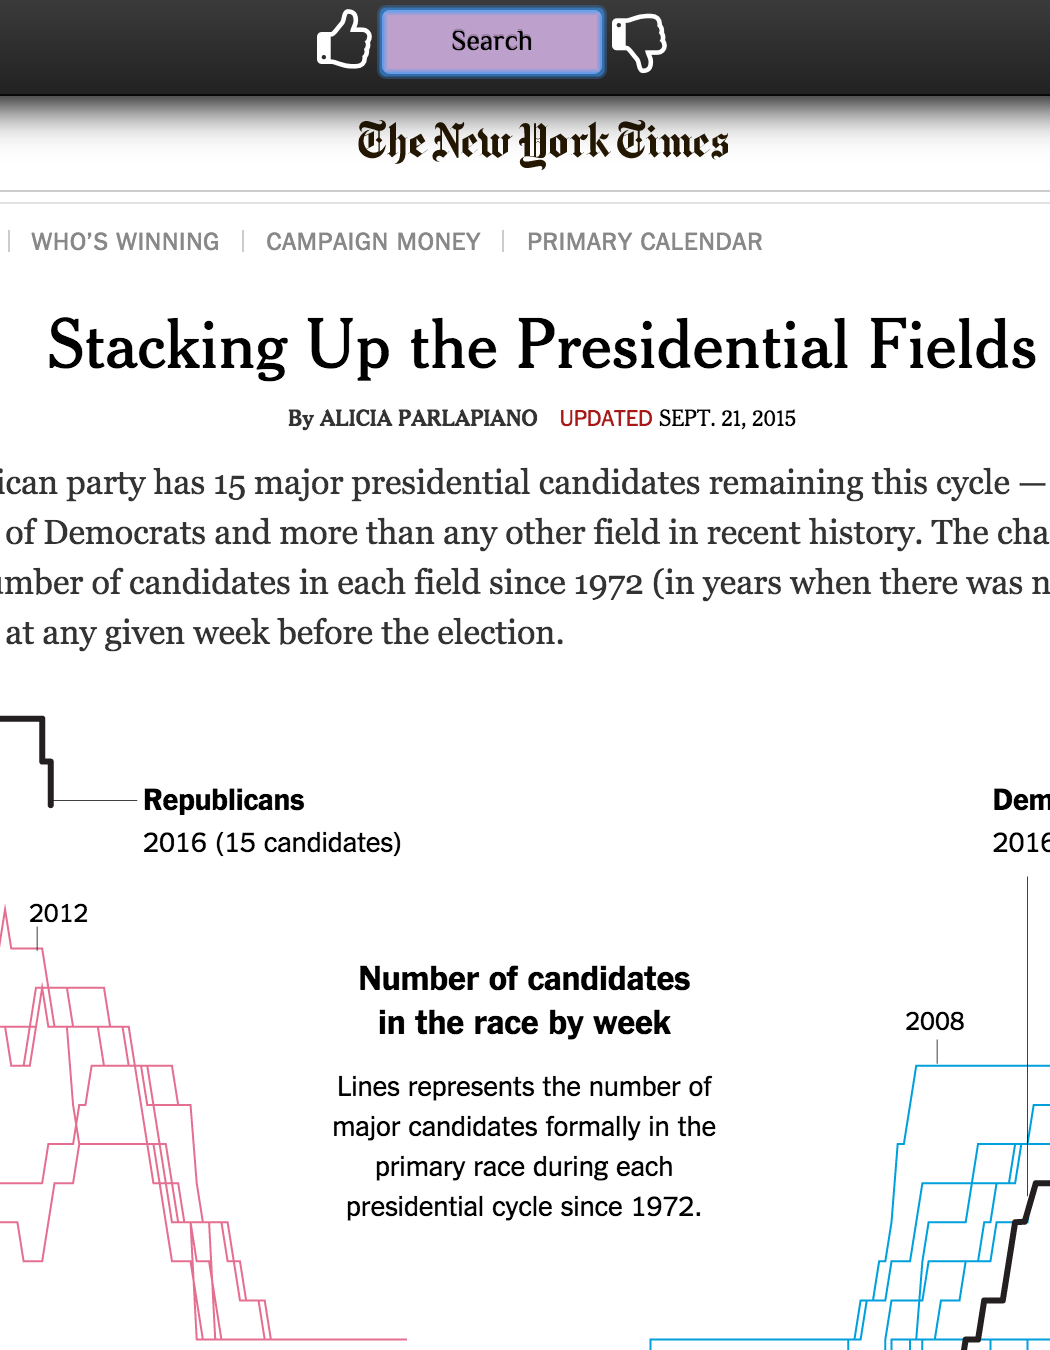 Search
The New York Times
WHO'S WINNING | CAMPAIGN MONEY | PRIMARY CALENDAR
Stacking Up the Presidential Fields
By ALICIA PARLAPIANO UPDATED SEPT. 21, 2015
ican party has 15 major presidential candidates remaining this cycle —
of Democrats and more than any other field in recent history. The cha
umber of candidates in each field since 1972 (in years when there was n
at any given week before the election.
Republicans
2016 (15 candidates)
Dem
2016
2012
Number of candidates
in the race by week
2008
Lines represents the number of
major candidates formally in the
primary race during each
presidential cycle since 1972.